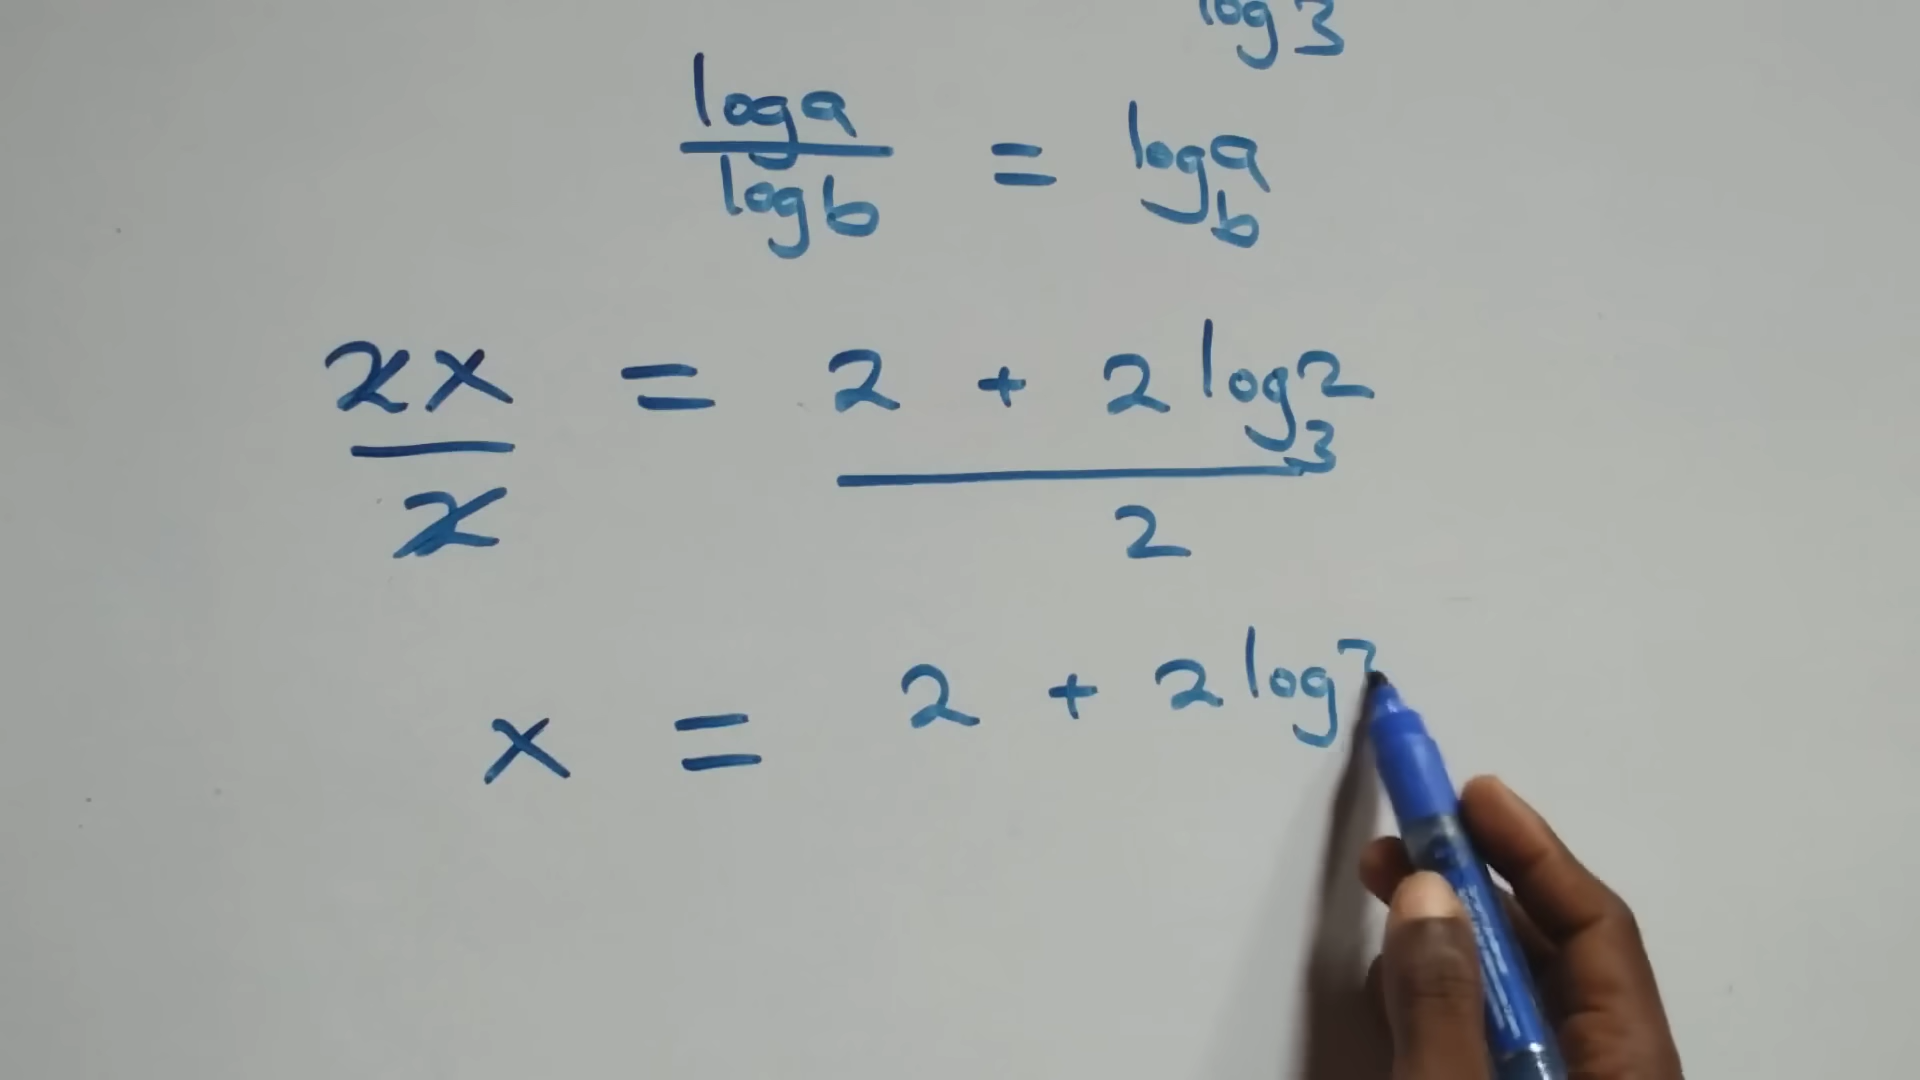 log 3
log a
log b
= log_b a
2x = 2 + 2 log_3 2
2 2
x = 2 + 2 log